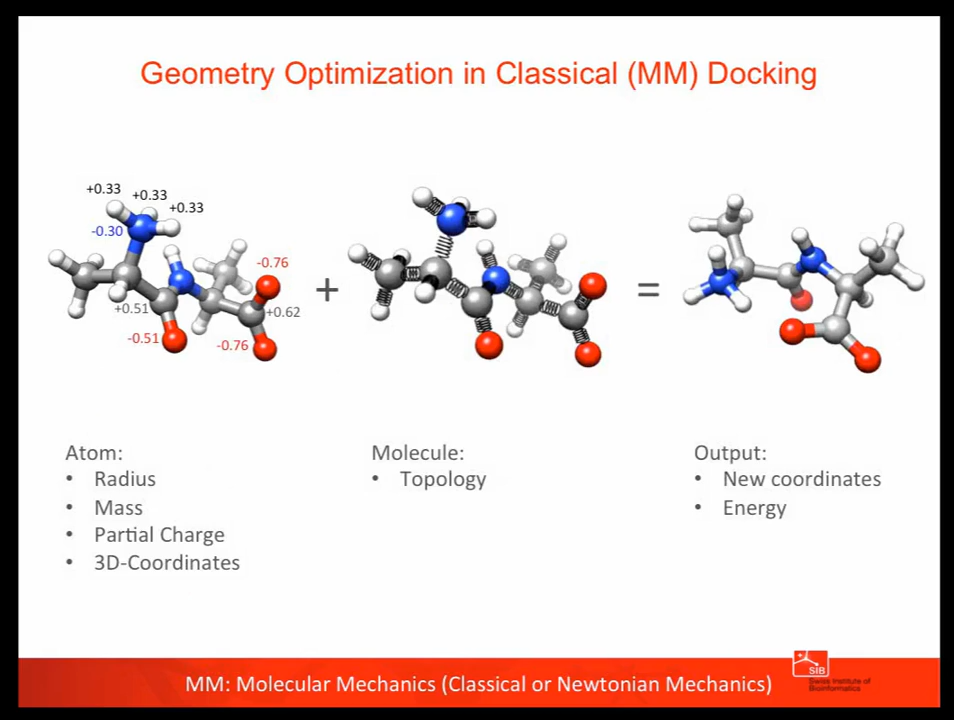 Geometry Optimization in Classical (MM) Docking
+0.33
+0.33
+0.33
-0.30
+0.51
-0.51
-0.76
+0.62
-0.76
+
=
Atom:
• Radius
• Mass
• Partial Charge
• 3D-Coordinates
Molecule:
• Topology
Output:
• New coordinates
• Energy
MM: Molecular Mechanics (Classical or Newtonian Mechanics)
SIB
Swiss Institute of
Bioinformatics